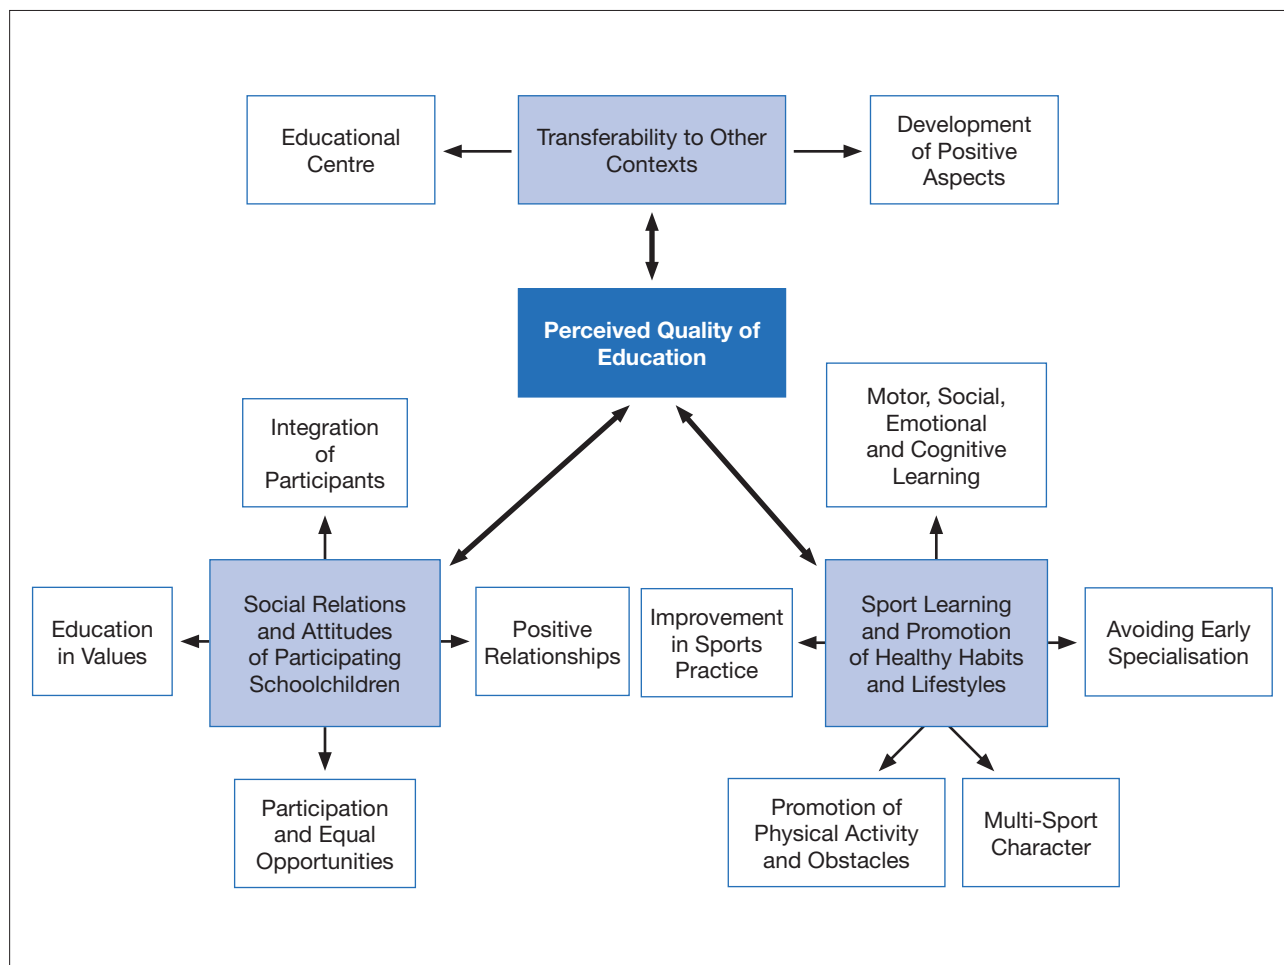 Educational
Centre
Transferability to Other
Contexts
Development
of Positive
Aspects
Perceived Quality of
Education
Integration
of
Participants
Motor, Social,
Emotional
and Cognitive
Learning
Education
in Values
Social Relations
and Attitudes
of Participating
Schoolchildren
Positive
Relationships
Improvement
in Sports
Practice
Sport Learning
and Promotion
of Healthy Habits
and Lifestyles
Avoiding Early
Specialisation
Participation
and Equal
Opportunities
Promotion of
Physical Activity
and Obstacles
Multi-Sport
Character